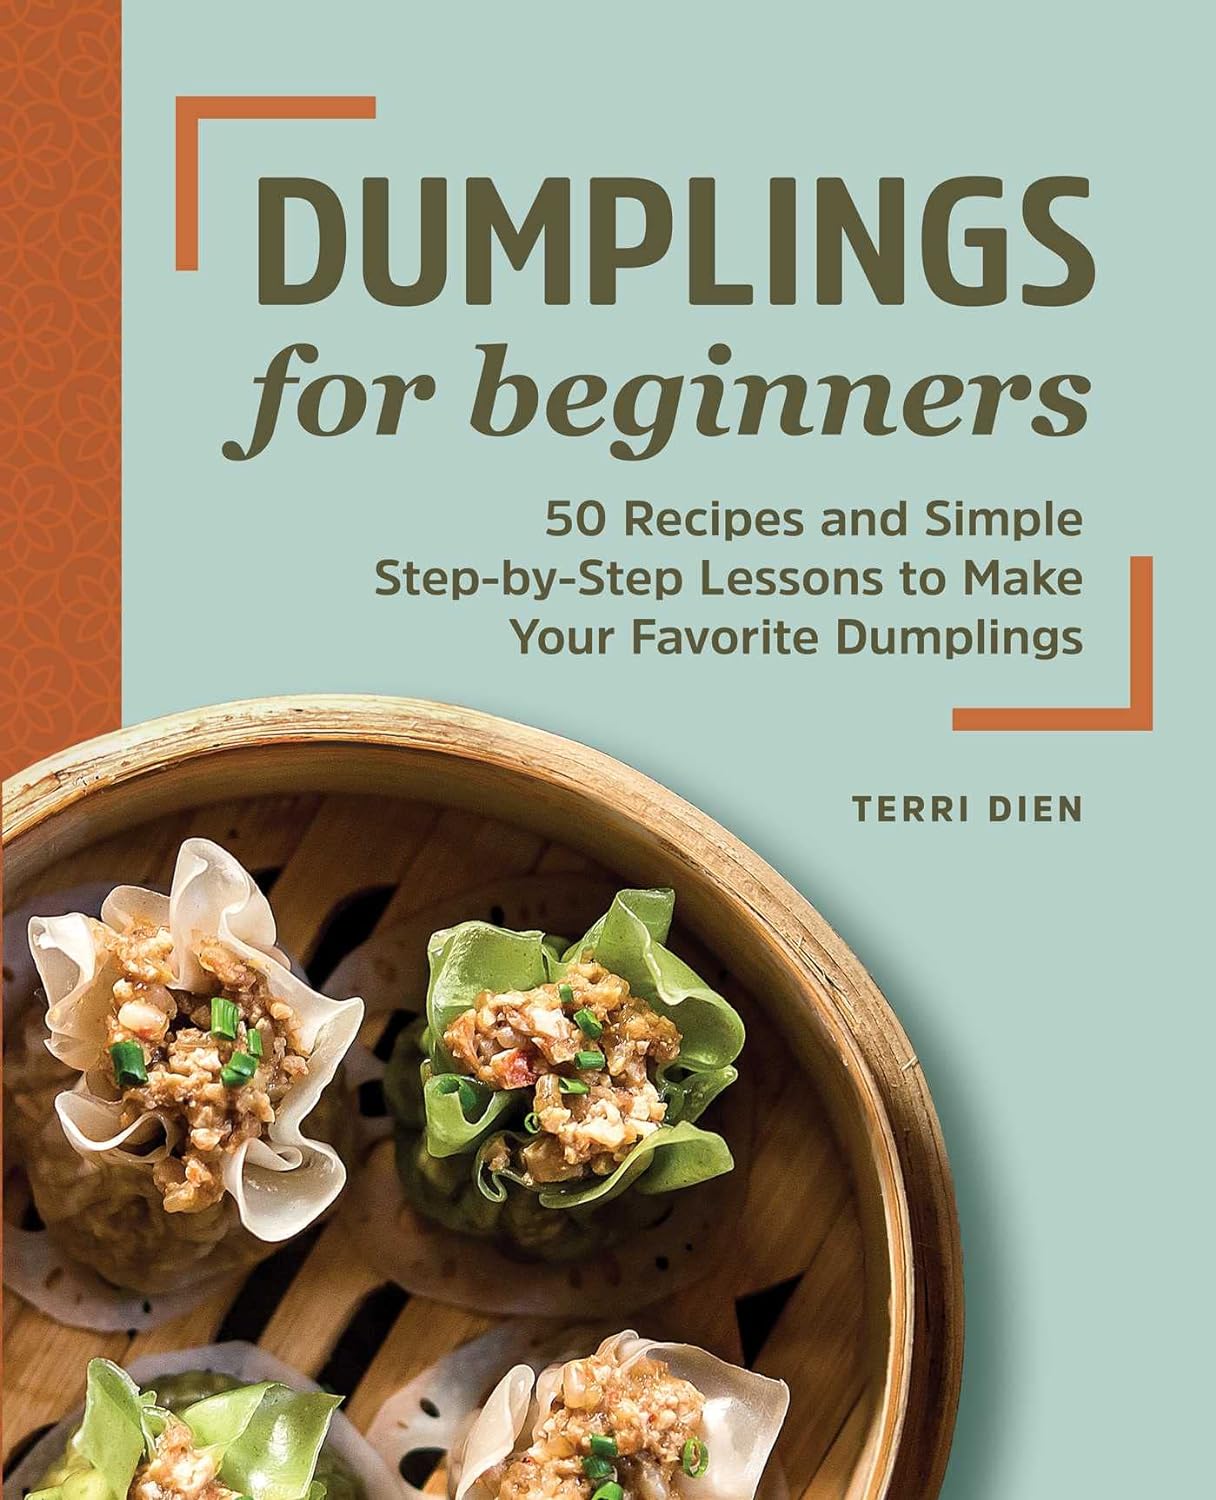 DUMPLINGS
for beginners
50 Recipes and Simple
Step-by-Step Lessons to Make
Your Favorite Dumplings
TERRI DIEN